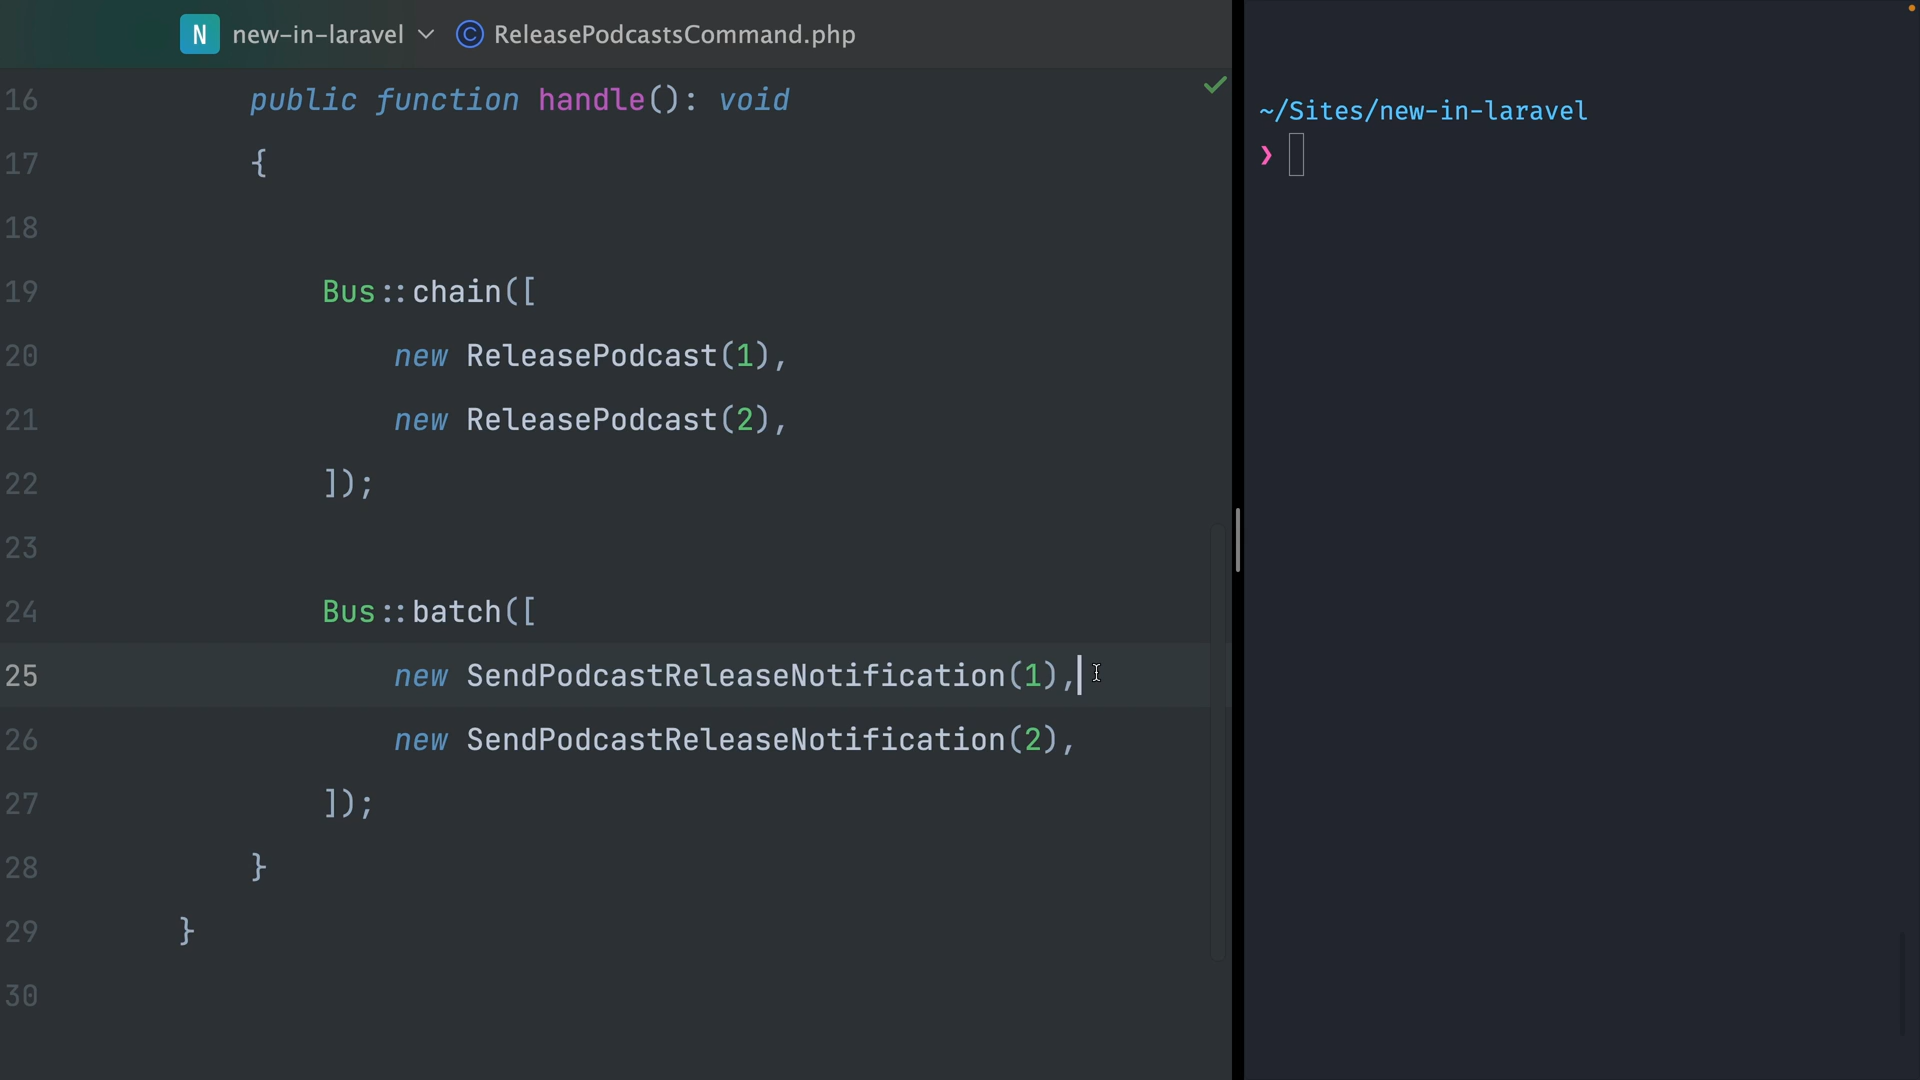 N new-in-laravel ReleasePodcastsCommand.php
16 public function handle(): void
17 {
18
19 Bus::chain([
20 new ReleasePodcast(1),
21 new ReleasePodcast(2),
22 ]);
23
24 Bus::batch([
25 new SendPodcastReleaseNotification(1),
26 new SendPodcastReleaseNotification(2),
27 ]);
28 }
29 }
30
~/Sites/new-in-laravel
❯